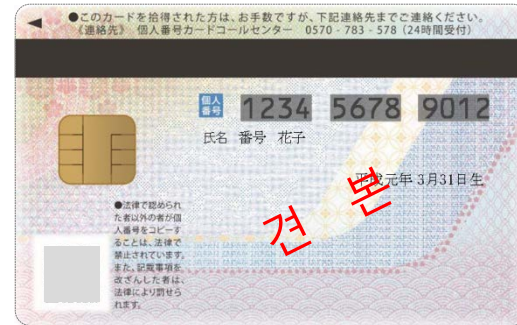 ●このカードを拾得された方は、お手数ですが、下記連絡先までご連絡ください。
《連絡先》 個人番号カードコールセンター 0570-783-578（24時間受付）
個人番号 1234 5678 9012
氏名 番号 花子
平成元年 3月31日生
견 본
●法律で認められ
た者以外の者が個
人番号をコピーす
ることは、法律で
禁止されています。
また、記載事項を
改ざんした者は、
法律により罰せら
れます。